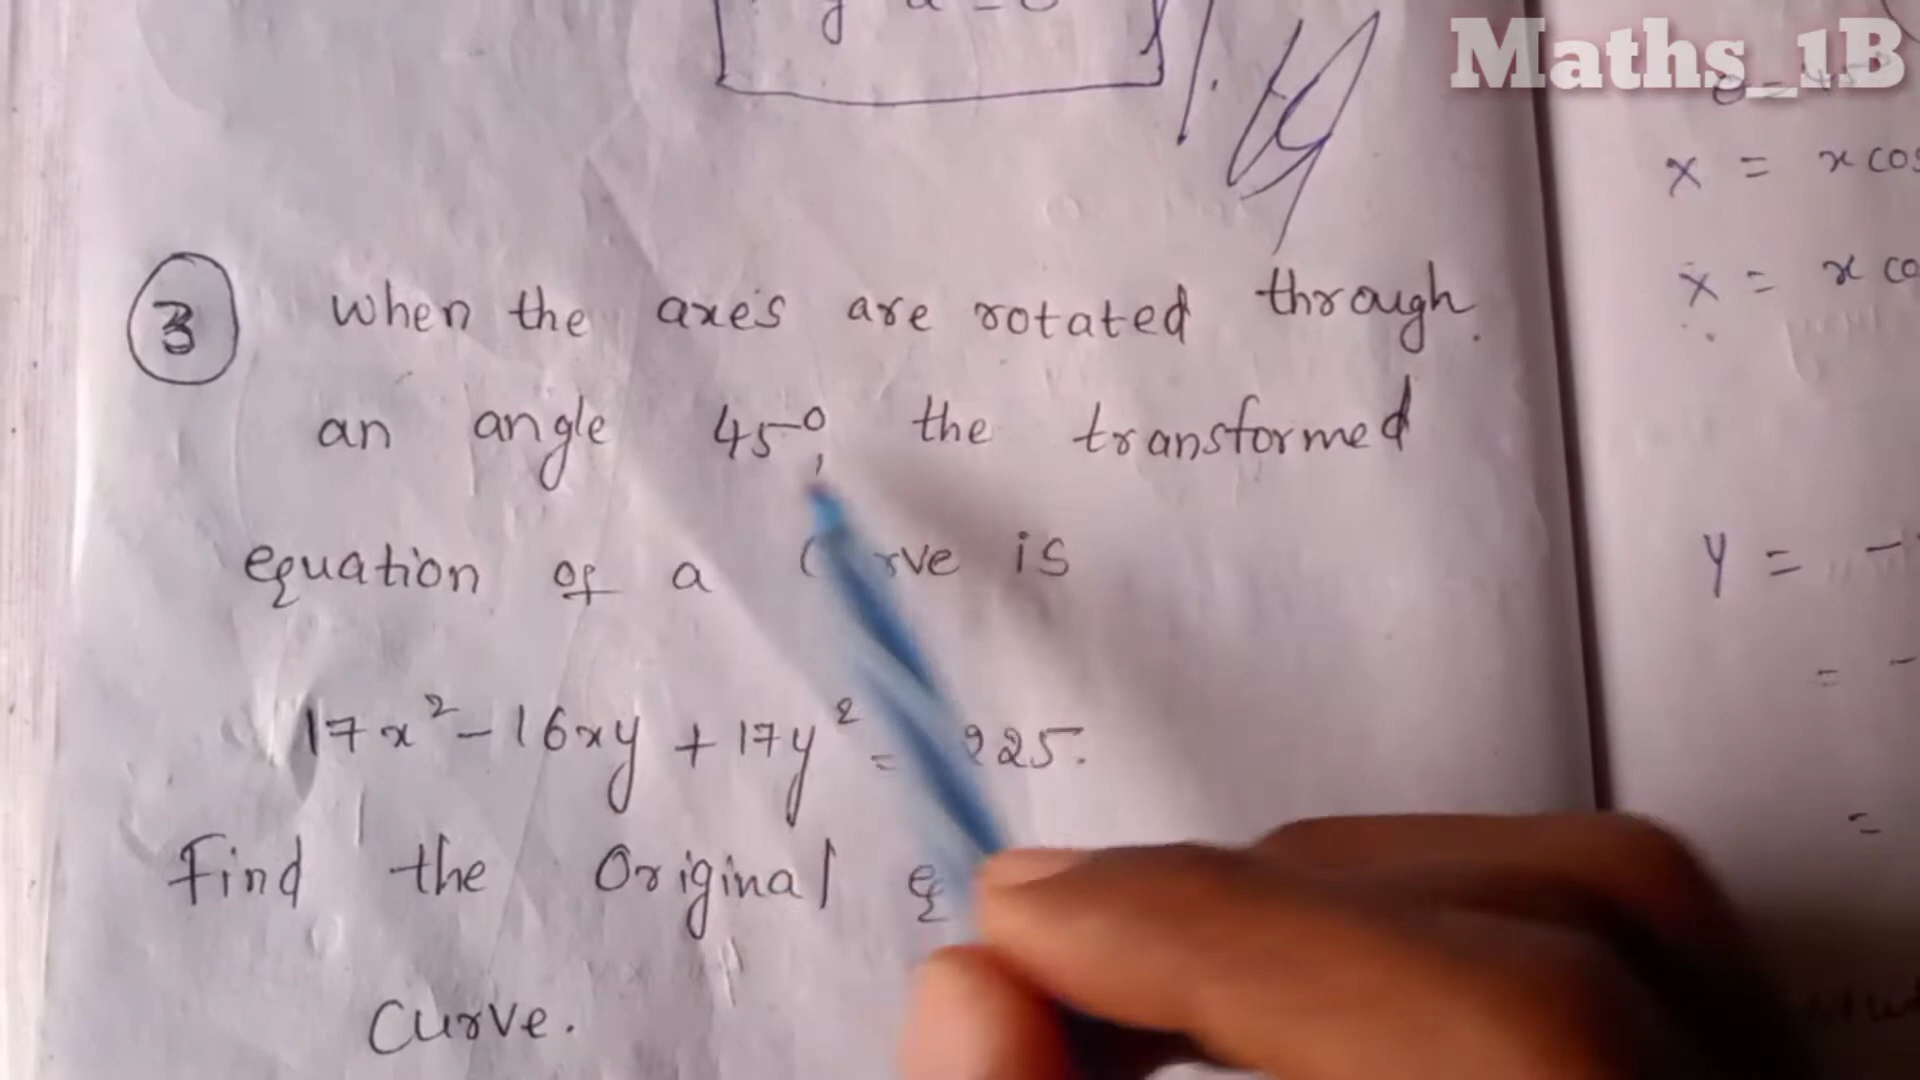 Maths_1B
3 When the axes are rotated through
an angle 45°, the transformed
equation of a rve is
17x² - 16xy + 17y² = 225.
Find the Original
Curve.
x = x cos
x = x co
y = -
= -
=